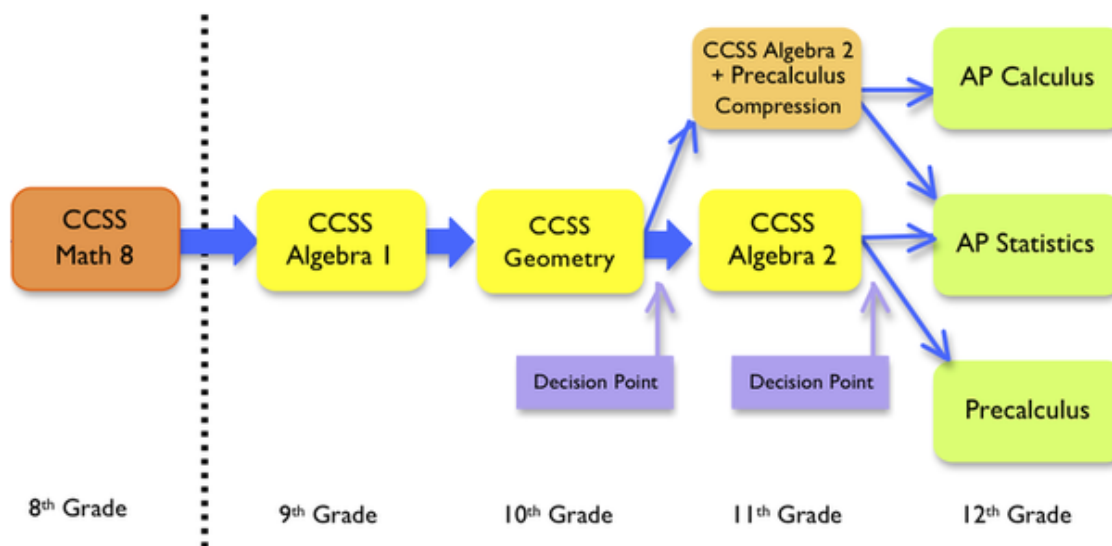 CCSS Algebra 2
+ Precalculus
Compression
AP Calculus
CCSS
Math 8
CCSS
Algebra 1
CCSS
Geometry
CCSS
Algebra 2
AP Statistics
Decision Point
Decision Point
Precalculus
8th Grade
9th Grade
10th Grade
11th Grade
12th Grade